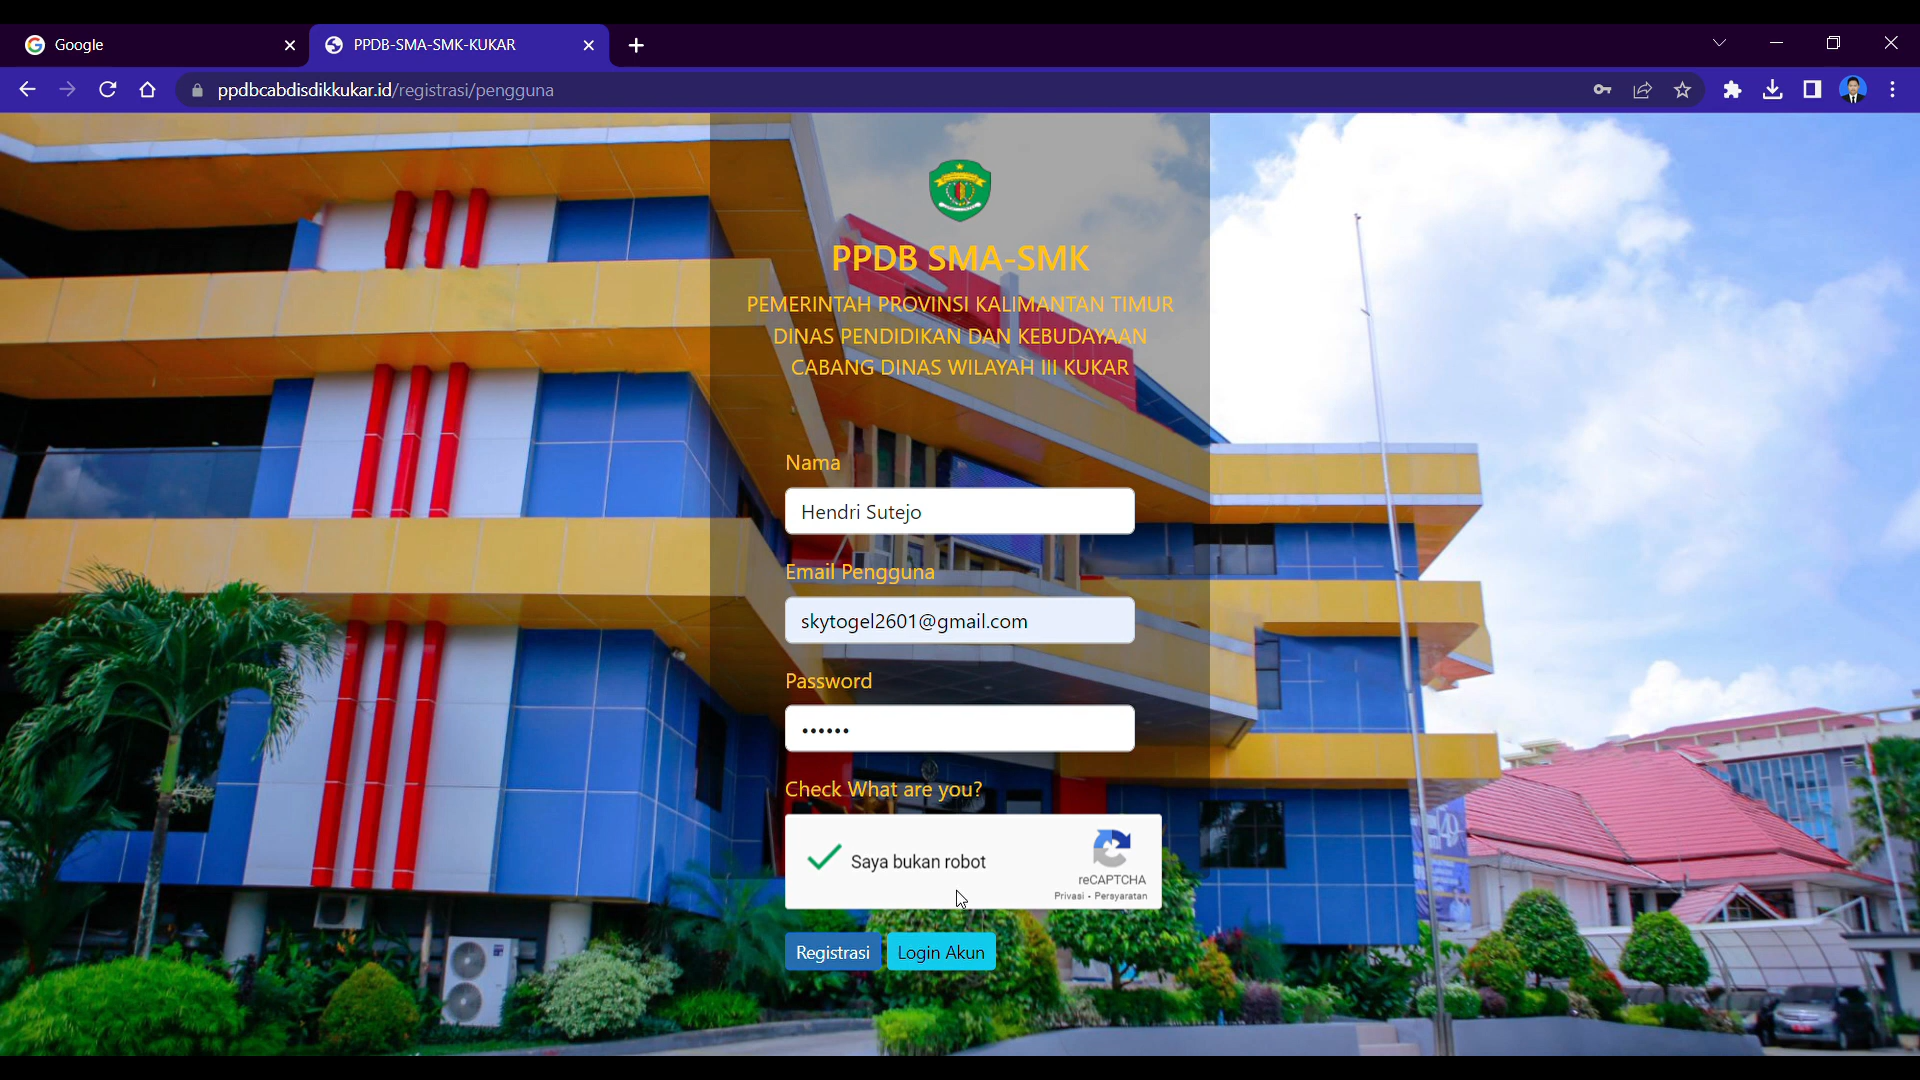 Google
PPDB-SMA-SMK-KUKAR
ppdbcabdisdikkukar.id/registrasi/pengguna
PPDB SMA-SMK
PEMERINTAH PROVINSI KALIMANTAN TIMUR
DINAS PENDIDIKAN DAN KEBUDAYAAN
CABANG DINAS WILAYAH III KUKAR
Nama
Hendri Sutejo
Email Pengguna
skytogel2601@gmail.com
Password
••••••
Check What are you?
Saya bukan robot
reCAPTCHA
Privasi - Persyaratan
Registrasi
Login Akun